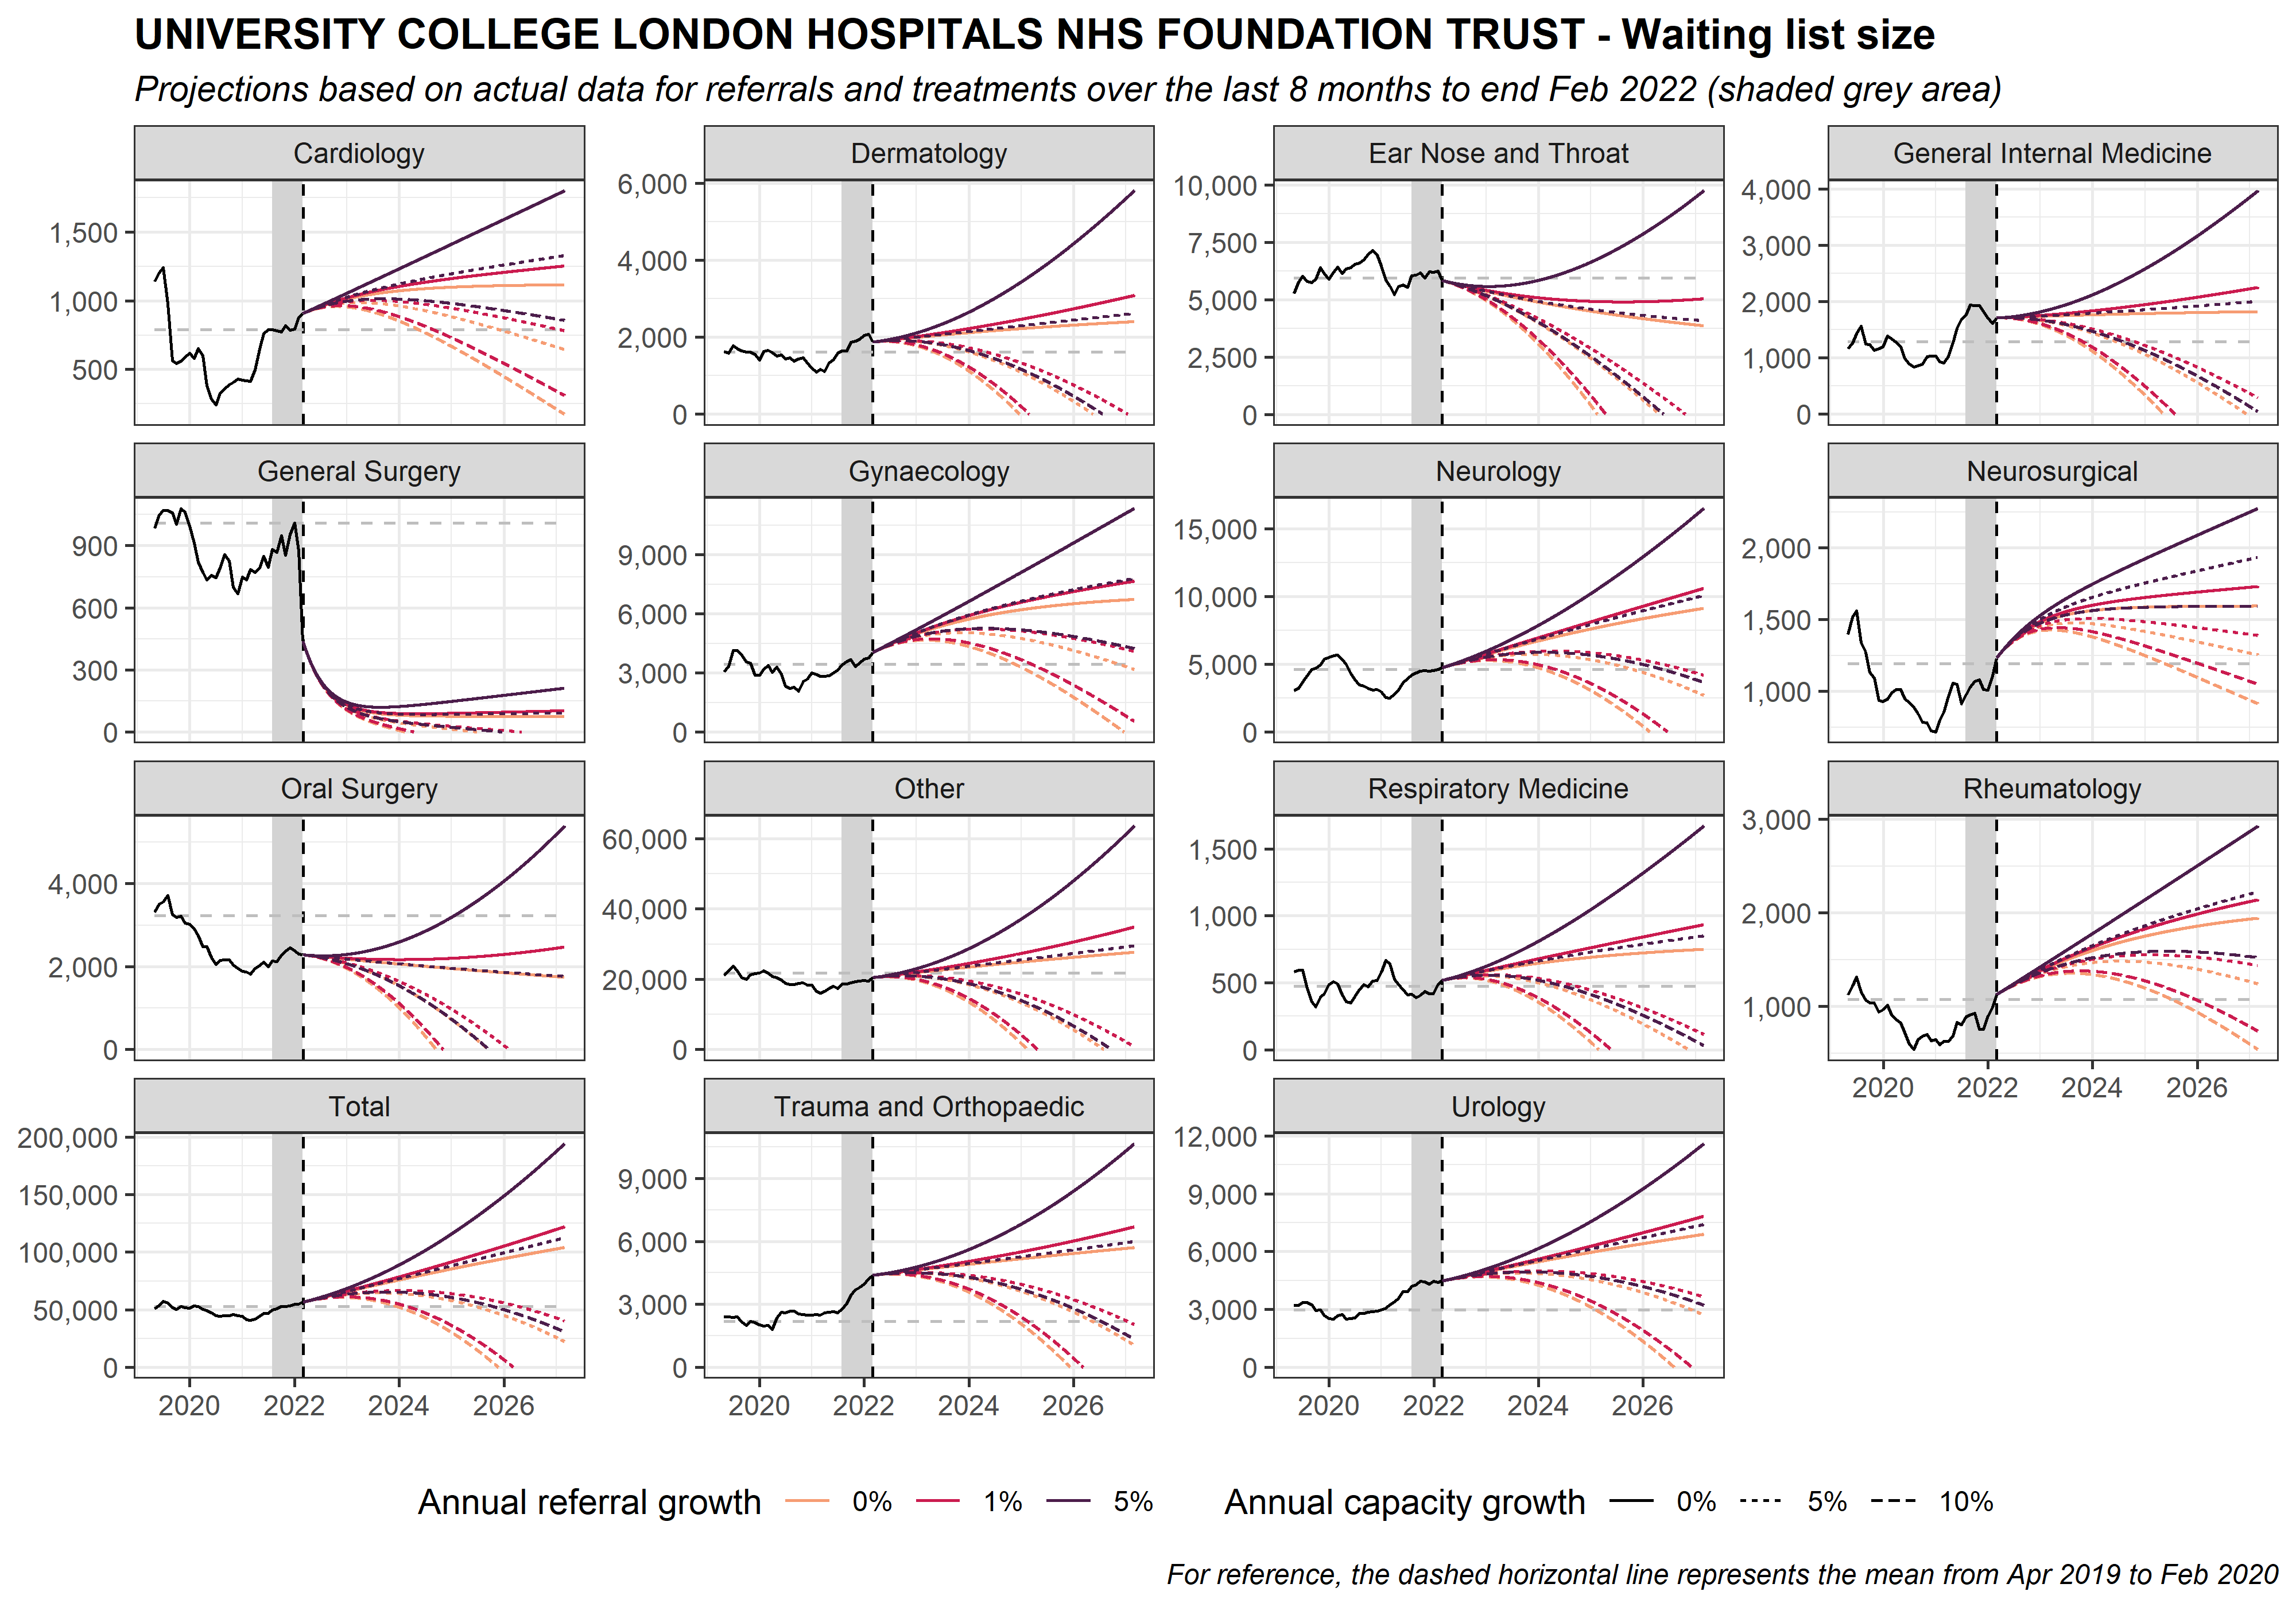 UNIVERSITY COLLEGE LONDON HOSPITALS NHS FOUNDATION TRUST - Waiting list size
Projections based on actual data for referrals and treatments over the last 8 months to end Feb 2022 (shaded grey area)
Cardiology
1,500
1,000
500
Dermatology
6,000
4,000
2,000
0
Ear Nose and Throat
10,000
7,500
5,000
2,500
0
General Internal Medicine
4,000
3,000
2,000
1,000
0
General Surgery
900
600
300
0
Gynaecology
9,000
6,000
3,000
0
Neurology
15,000
10,000
5,000
0
Neurosurgical
2,000
1,500
1,000
Oral Surgery
4,000
2,000
0
Other
60,000
40,000
20,000
0
Respiratory Medicine
1,500
1,000
500
0
Rheumatology
3,000
2,000
1,000
2020 2022 2024 2026
Total
200,000
150,000
100,000
50,000
0
2020 2022 2024 2026
Trauma and Orthopaedic
9,000
6,000
3,000
0
2020 2022 2024 2026
Urology
12,000
9,000
6,000
3,000
0
2020 2022 2024 2026
Annual referral growth 0% 1% 5% Annual capacity growth 0% 5% 10%
For reference, the dashed horizontal line represents the mean from Apr 2019 to Feb 2020